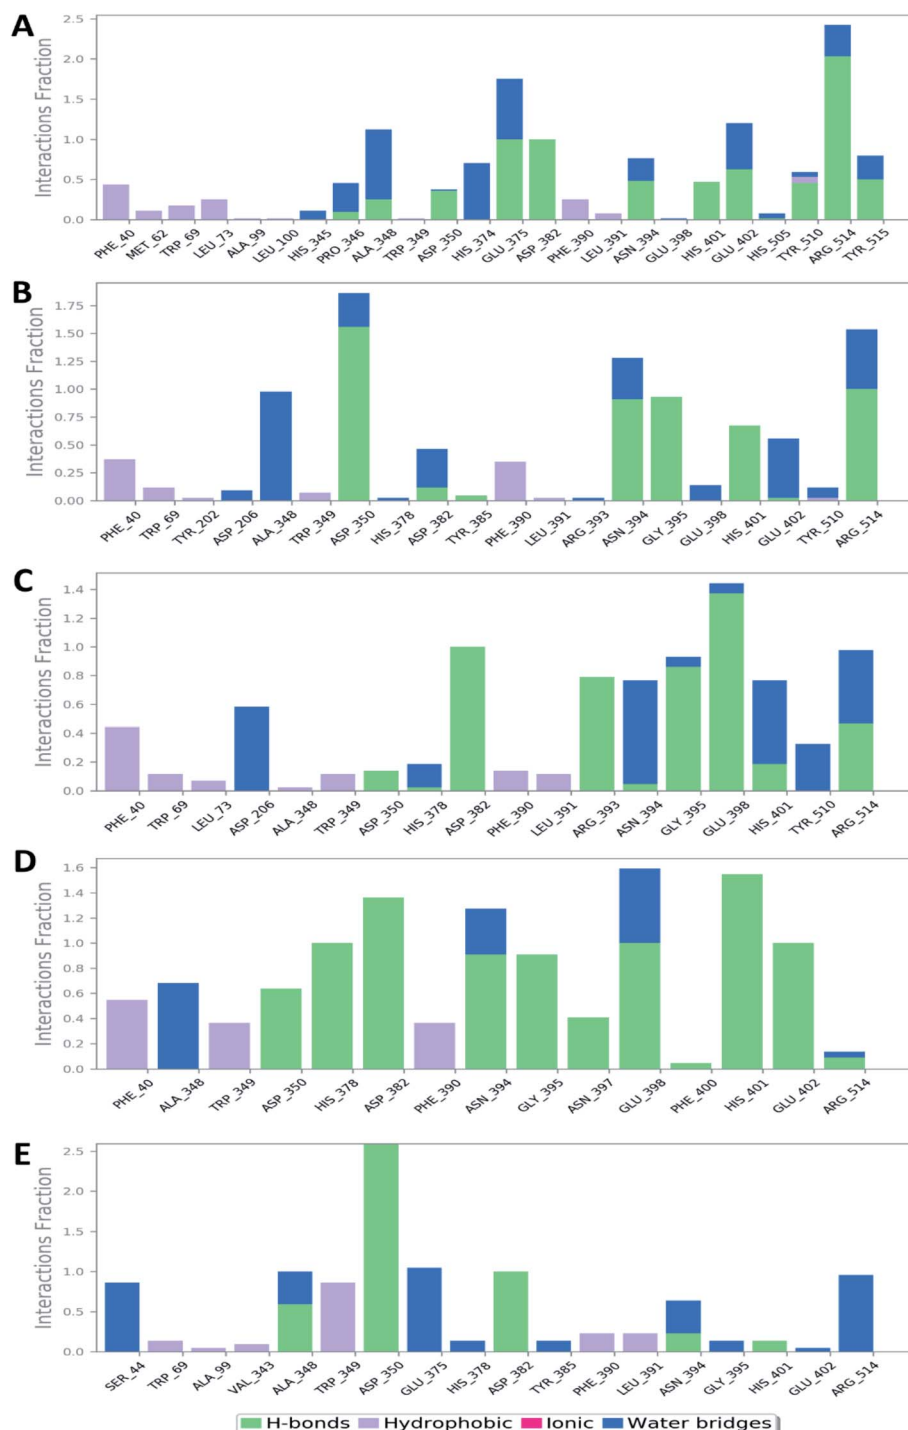 A
Interactions Fraction
2.5
2.0
1.5
1.0
0.5
0.0
PHE_40 MET_62 TRP_69 LEU_73 ALA_99 LEU_100 HIS_345 PRO_346 ALA_348 TRP_349 ASP_350 HIS_374 GLU_375 ASP_382 PHE_390 LEU_391 ASN_394 GLU_398 HIS_401 GLU_402 HIS_505 TYR_510 ARG_514 TYR_515
B
Interactions Fraction
1.75
1.50
1.25
1.00
0.75
0.50
0.25
0.00
PHE_40 TRP_69 TYR_202 ASP_206 ALA_348 TRP_349 ASP_350 HIS_378 ASP_382 TYR_385 PHE_390 LEU_391 ARG_393 ASN_394 GLY_395 GLU_398 HIS_401 GLU_402 TYR_510 ARG_514
C
Interactions Fraction
1.4
1.2
1.0
0.8
0.6
0.4
0.2
0.0
PHE_40 TRP_69 LEU_73 ASP_206 ALA_348 TRP_349 ASP_350 HIS_378 ASP_382 PHE_390 LEU_391 ARG_393 ASN_394 GLY_395 GLU_398 HIS_401 TYR_510 ARG_514
D
Interactions Fraction
1.6
1.4
1.2
1.0
0.8
0.6
0.4
0.2
0.0
PHE_40 ALA_348 TRP_349 ASP_350 HIS_378 ASP_382 PHE_390 ASN_394 GLY_395 ASN_397 GLU_398 PHE_400 HIS_401 GLU_402 ARG_514
E
Interactions Fraction
2.5
2.0
1.5
1.0
0.5
0.0
SER_44 TRP_69 ALA_99 VAL_343 ALA_348 TRP_349 ASP_350 GLU_375 HIS_378 ASP_382 TYR_385 PHE_390 LEU_391 ASN_394 GLY_395 HIS_401 GLU_402 ARG_514
H-bonds Hydrophobic Ionic Water bridges